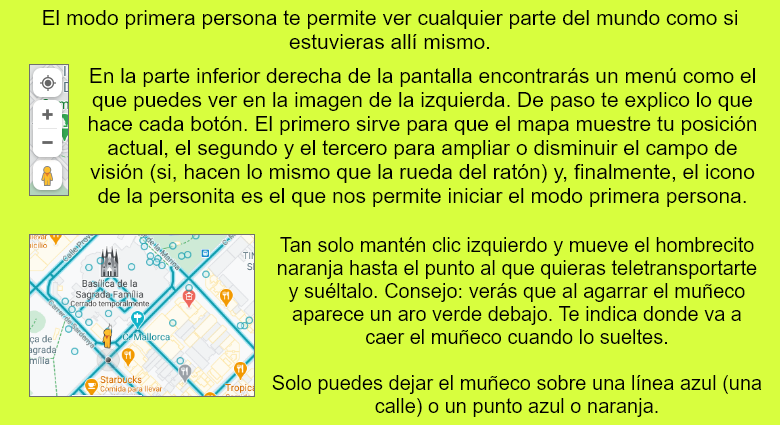 El modo primera persona te permite ver cualquier parte del mundo como si
estuvieras allí mismo.
En la parte inferior derecha de la pantalla encontrarás un menú como el
que puedes ver en la imagen de la izquierda. De paso te explico lo que
hace cada botón. El primero sirve para que el mapa muestre tu posición
actual, el segundo y el tercero para ampliar o disminuir el campo de
visión (si, hacen lo mismo que la rueda del ratón) y, finalmente, el icono
de la personita es el que nos permite iniciar el modo primera persona.
Basílica de la
Sagrada Família
Cerrado temporalmente
C. Mallorca
Starbucks
Comida para llevar
Tropica
Tan solo mantén clic izquierdo y mueve el hombrecito
naranja hasta el punto al que quieras teletransportarte
y suéltalo. Consejo: verás que al agarrar el muñeco
aparece un aro verde debajo. Te indica donde va a
caer el muñeco cuando lo sueltes.
Solo puedes dejar el muñeco sobre una línea azul (una
calle) o un punto azul o naranja.